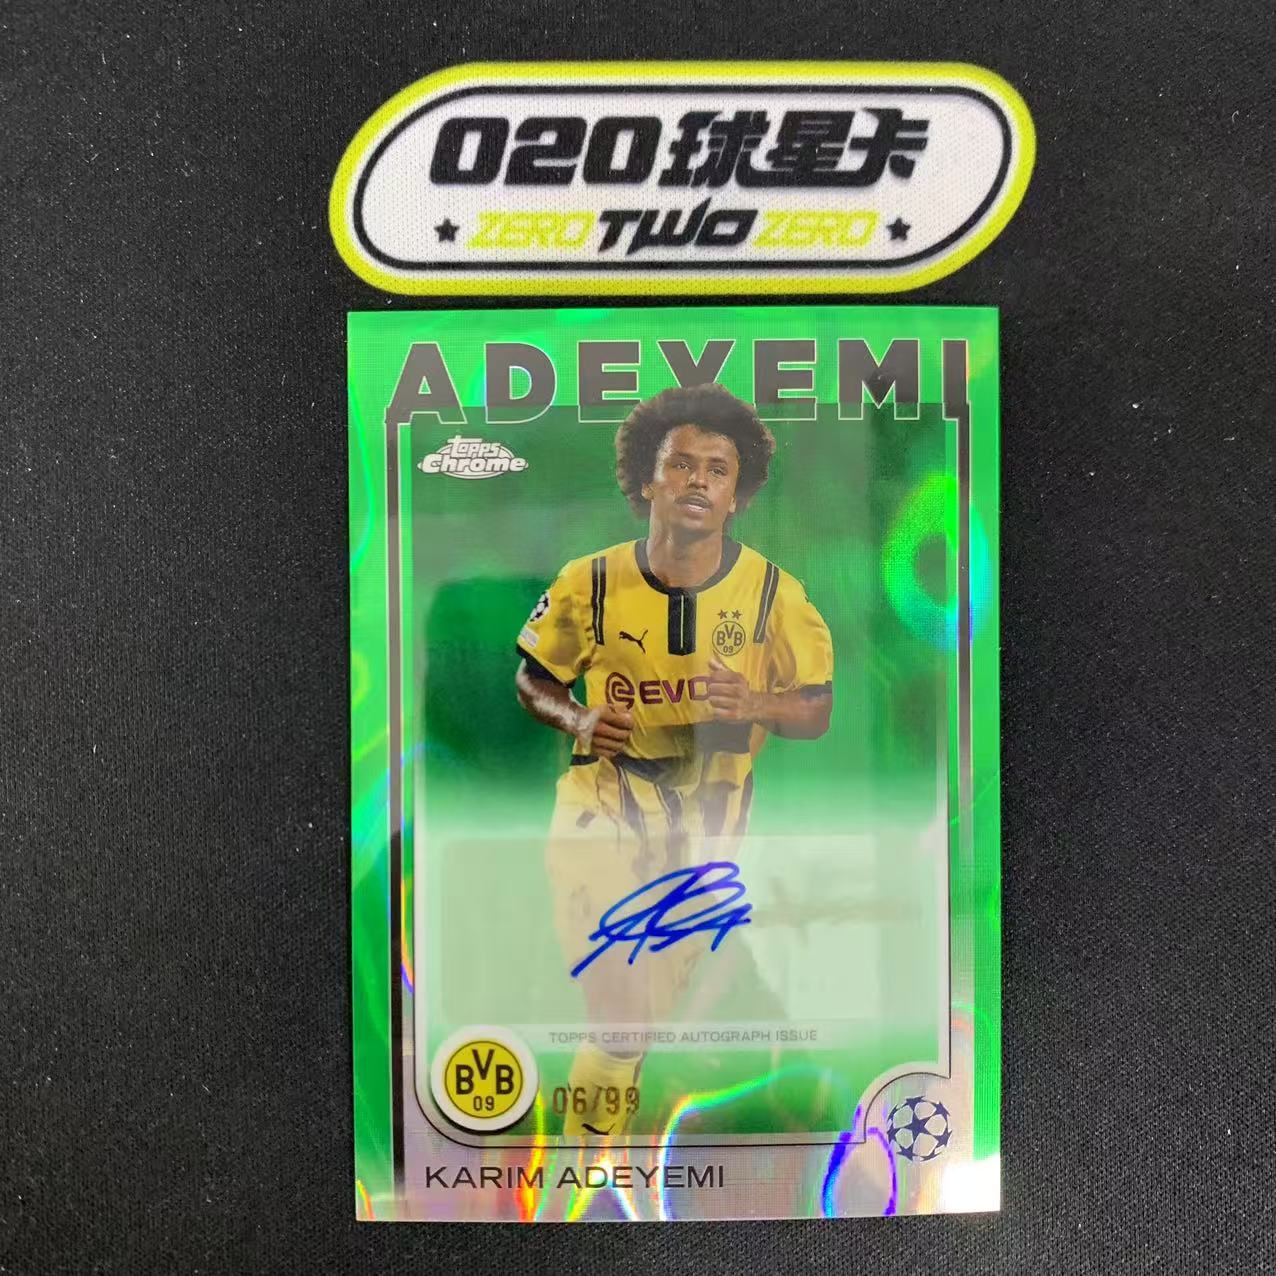 020球星卡
ZERO TWO ZERO
ADEYEMI
Topps
Chrome
BVB
09
EVO
TOPPS CERTIFIED AUTOGRAPH ISSUE
BVB
09
06/99
KARIM ADEYEMI